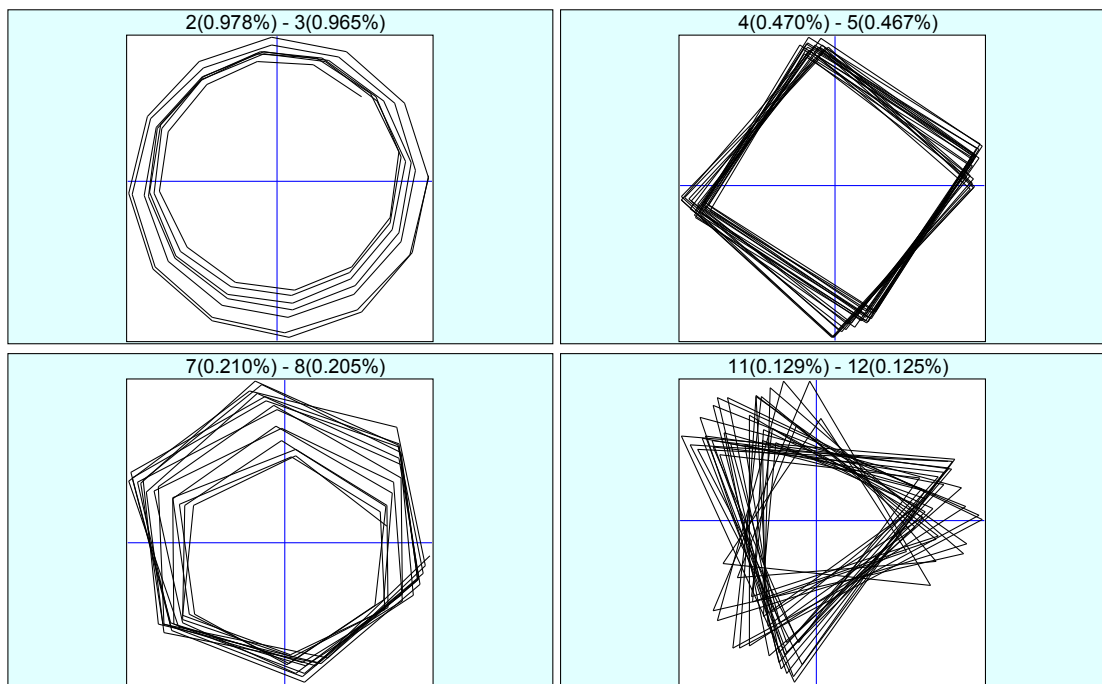 2(0.978%) - 3(0.965%)
4(0.470%) - 5(0.467%)
7(0.210%) - 8(0.205%)
11(0.129%) - 12(0.125%)